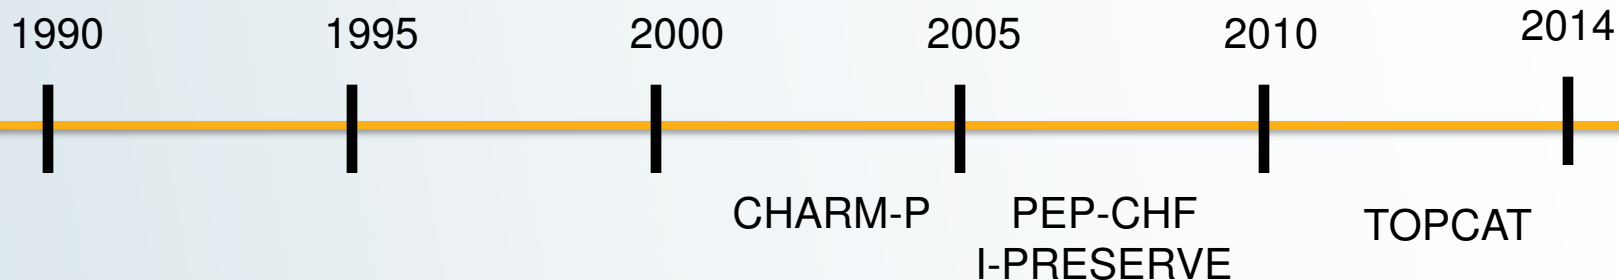 1990 1995 2000 2005 2010 2014
CHARM-P PEP-CHF TOPCAT
I-PRESERVE